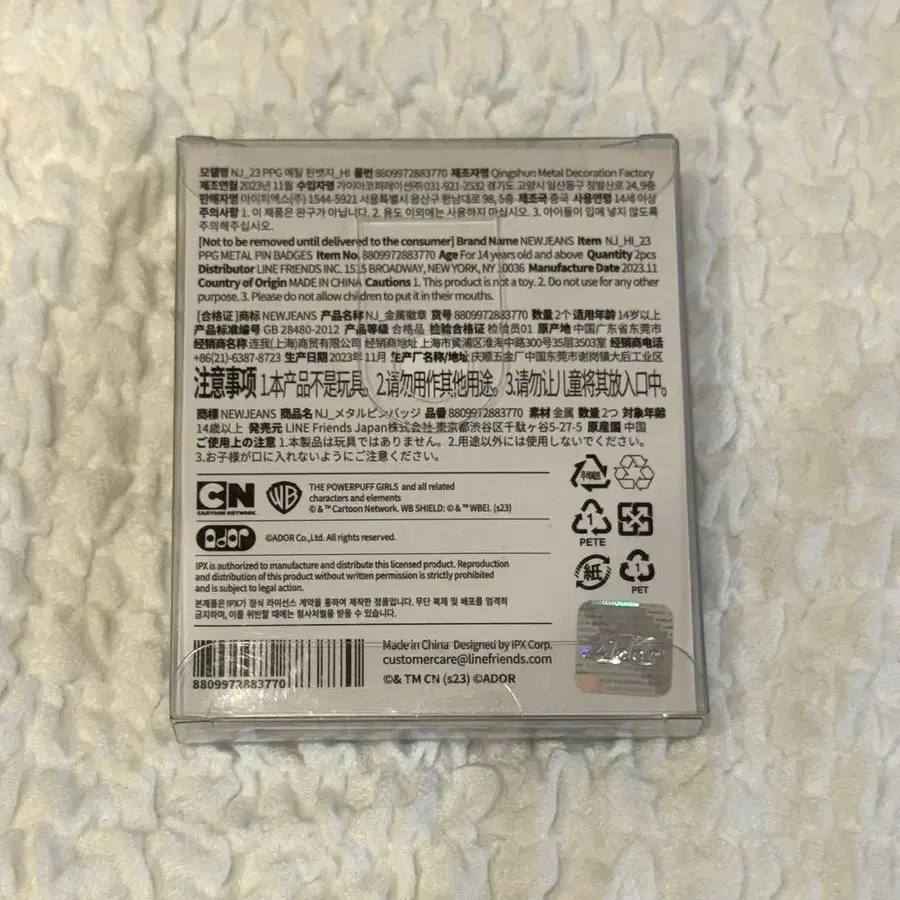 모델명 NJ_23 PPG 메탈 핀뱃지_HI 품번 8809972883770 제조자명 Qingshun Metal Decoration Factory
제조연월 2023년 11월 수입자명 가이마코퍼레이션㈜ 031-921-2532 경기도 고양시 일산동구 정발산로 24, 9층
판매자명 아이피엑스(주) 1544-5921 서울특별시 용산구 한남대로 98, 5층 제조국 중국 사용연령 14세 이상
주의사항 1. 이 제품은 완구가 아닙니다. 2. 용도 이외에는 사용하지 마십시오. 3. 아이들이 입에 넣지 않도록
주의해주십시오.
[Not to be removed until delivered to the consumer] Brand Name NEWJEANS Item NJ_HI_23
PPG METAL PIN BADGES Item No. 8809972883770 Age For 14 years old and above Quantity 2pcs
Distributor LINE FRIENDS INC. 1515 BROADWAY, NEW YORK, NY 10036 Manufacture Date 2023.11
Country of Origin MADE IN CHINA Cautions 1. This product is not a toy. 2. Do not use for any other
purpose. 3. Please do not allow children to put it in their mouths.
[合格证] 商标 NEWJEANS 产品名称 NJ_金属徽章 货号 8809972883770 数量 2个 适用年龄 14岁以上
产品标准编号 GB 28480-2012 产品等级 合格品 检验合格证 检验员01 原产地 中国广东省东莞市
经销商名称 连我(上海)商贸有限公司 经销商地址 上海市黄浦区淮海中路300号35层3503室 经销商电话
+86(21)-6387-8723 生产日期 2023年 11月 生产厂名称/地址 庆顺五金厂中国东莞市谢岗镇大后工业区
注意事项 1.本产品不是玩具。2.请勿用作其他用途。3.请勿让儿童将其放入口中。
商標 NEWJEANS 商品名 NJ_メタルピンバッジ 品番 8809972883770 素材 金属 数量 2つ 対象年齢
14歳以上 発売元 LINE Friends Japan株式会社 東京都渋谷区千駄ヶ谷5-27-5 原産国 中国
ご使用上の注意 1.本製品は玩具ではありません。2.用途以外には使用しないでください。
3.お子様が口に入れないようにご注意ください。
CN
CARTOON NETWORK
WB
THE POWERPUFF GIRLS and all related
characters and elements
© & ™ Cartoon Network. WB SHIELD: © & ™ WBEI. (s23)
ador
©ADOR Co.,Ltd. All rights reserved.
IPX is authorized to manufacture and distribute this licensed product. Reproduction
and distribution of this product without written permission is strictly prohibited
and is subject to legal action.
본제품은 IPX가 정식 라이선스 계약을 통하여 제작한 정품입니다. 무단 복제 및 배포를 엄격히
금지하며, 이를 위반할 때에는 형사처벌을 받을 수 있습니다.
1
PETE
紙
1
PET
8809972883770
Made in China Designed by IPX Corp.
customercare@linefriends.com
©& TM CN (s23) ©ADOR
ador